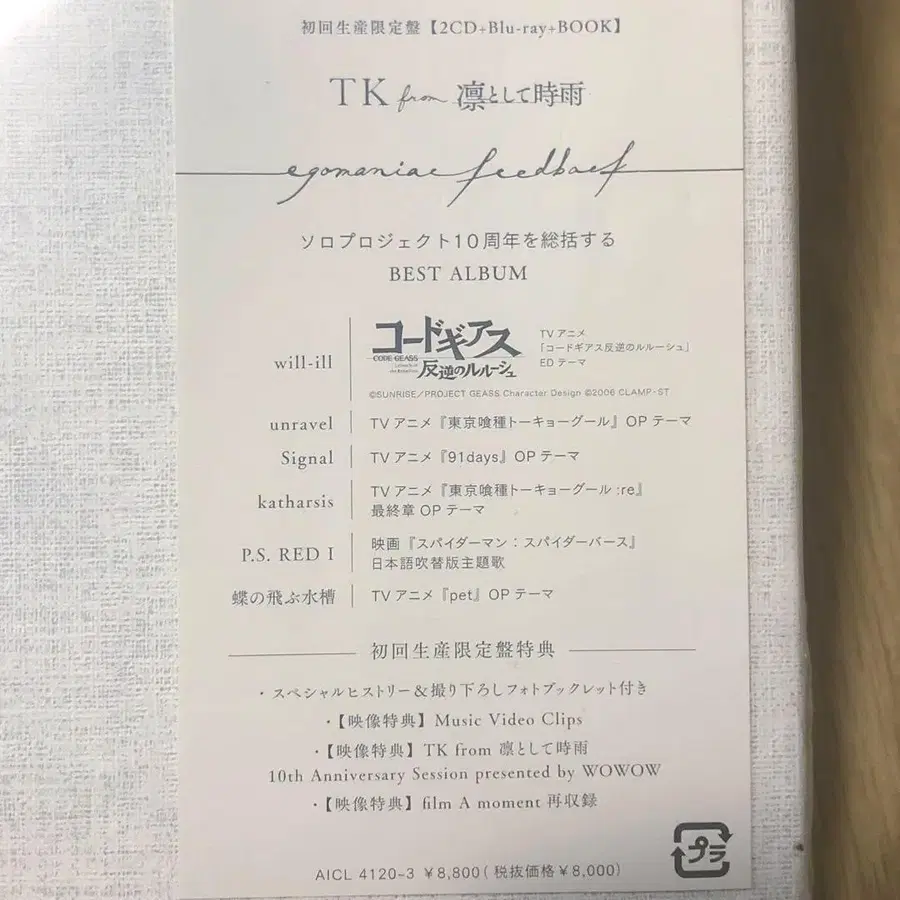 初回生産限定盤【2CD+Blu-ray+BOOK】
TK from 凛として時雨
egomaniac feedback
ソロプロジェクト10周年を総括する
BEST ALBUM
will-ill
コードギアス
CODE GEASS
Lelouch of the Rebellion
反逆のルルーシュ
TVアニメ
「コードギアス反逆のルルーシュ」
EDテーマ
©SUNRISE/PROJECT GEASS Character Design ©2006 CLAMP・ST
unravel TVアニメ『東京喰種トーキョーグール』OPテーマ
Signal TVアニメ『91days』OPテーマ
katharsis TVアニメ『東京喰種トーキョーグール:re』
最終章OPテーマ
P.S. RED I 映画『スパイダーマン:スパイダーバース』
日本語吹替版主題歌
蝶の飛ぶ水槽 TVアニメ『pet』OPテーマ
初回生産限定盤特典
・スペシャルヒストリー&撮り下ろしフォトブックレット付き
・【映像特典】Music Video Clips
・【映像特典】TK from 凛として時雨
10th Anniversary Session presented by WOWOW
・【映像特典】film A moment 再収録
プラ
AICL 4120-3 ¥8,800(税抜価格¥8,000)